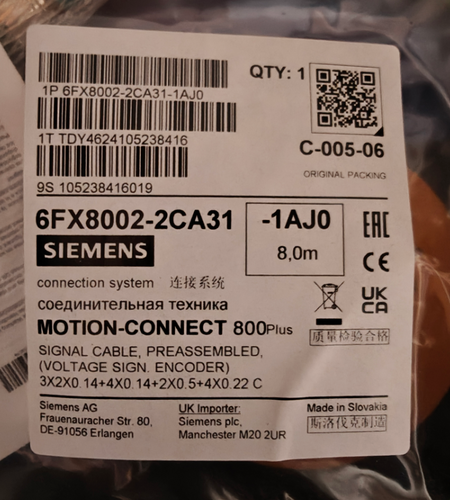 QTY: 1
1P 6FX8002-2CA31-1AJ0
1T TDY4624105238416
C-005-06
ORIGINAL PACKING
9S 105238416019
6FX8002-2CA31 -1AJ0
8,0m
EAC
SIEMENS
CE
connection system 连接系统
соединительная техника
UK CA
MOTION-CONNECT 800Plus
质量检验合格
SIGNAL CABLE, PREASSEMBLED,
(VOLTAGE SIGN. ENCODER)
3X2X0.14+4X0.14+2X0.5+4X0.22 C
Siemens AG
Frauenauracher Str. 80,
DE-91056 Erlangen
UK Importer:
Siemens plc,
Manchester M20 2UR
Made in Slovakia
斯洛伐克制造